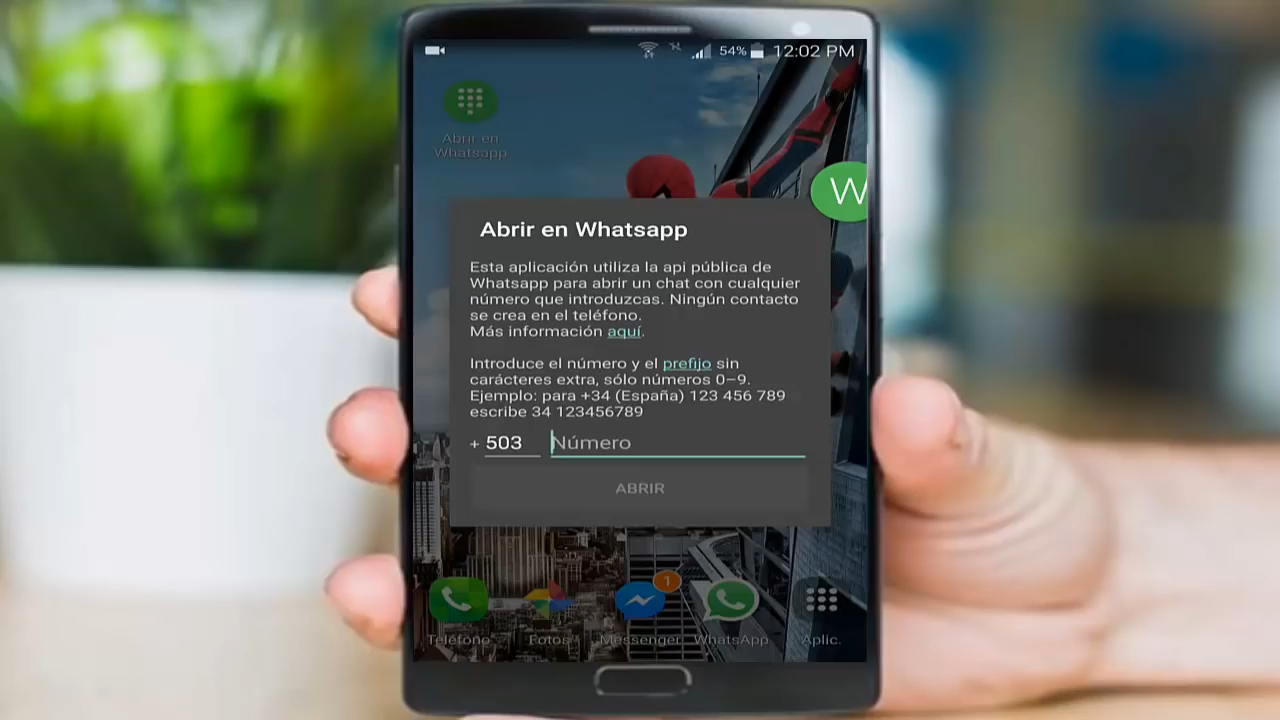 54% 12:02 PM
Abrir en
Whatsapp
W
Abrir en Whatsapp
Esta aplicación utiliza la api pública de
Whatsapp para abrir un chat con cualquier
número que introduzcas. Ningún contacto
se crea en el teléfono.
Más información aquí.
Introduce el número y el prefijo sin
carácteres extra, sólo números 0–9.
Ejemplo: para +34 (España) 123 456 789
escribe 34 123456789
+ 503 Número
ABRIR
1
Teléfono Fotos Messenger WhatsApp Aplic.